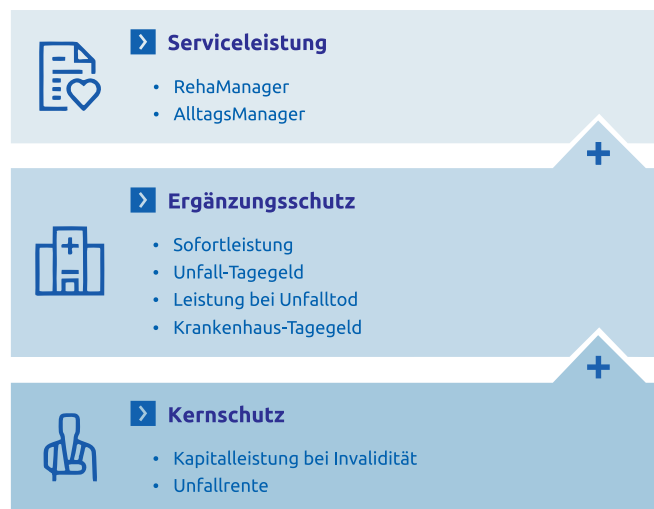 Serviceleistung
• RehaManager
• AlltagsManager
+
Ergänzungsschutz
• Sofortleistung
• Unfall-Tagegeld
• Leistung bei Unfalltod
• Krankenhaus-Tagegeld
+
Kernschutz
• Kapitalleistung bei Invalidität
• Unfallrente